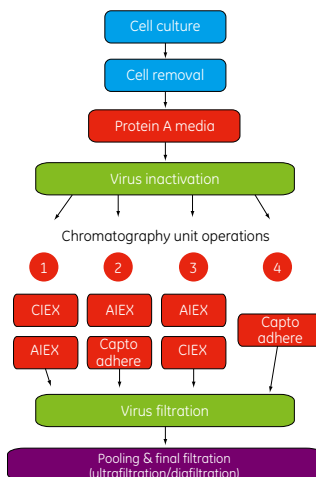 Cell culture
Cell removal
Protein A media
Virus inactivation
Chromatography unit operations
1 2 3 4
CIEX AIEX AIEX
Capto
adhere
AIEX Capto
adhere CIEX
Virus filtration
Pooling & final filtration
(ultrafiltration/diafiltration)